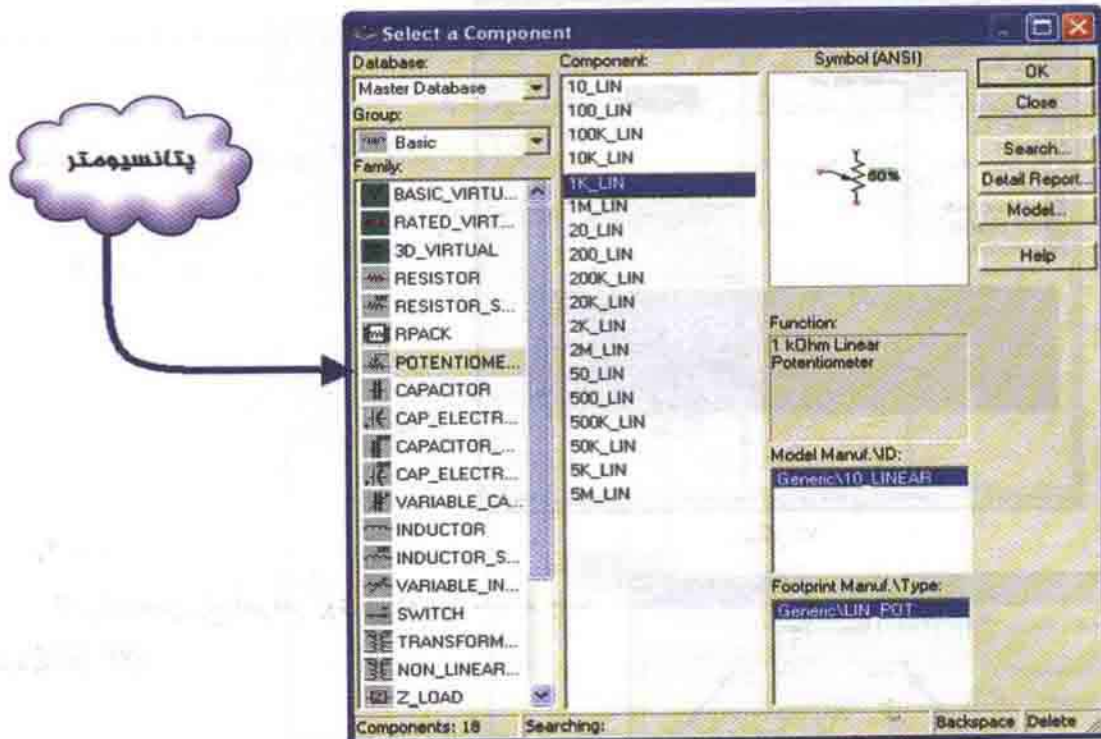 پتانسیومتر
Select a Component
Database:
Master Database
Group:
Basic
Family:
BASIC_VIRTU...
RATED_VIRT...
3D_VIRTUAL
RESISTOR
RESISTOR_S...
RPACK
POTENTIOME...
CAPACITOR
CAP_ELECTR...
CAPACITOR_...
CAP_ELECTR...
VARIABLE_CA...
INDUCTOR
INDUCTOR_S...
VARIABLE_IN...
SWITCH
TRANSFORM...
NON_LINEAR...
Z_LOAD
Component:
10_LIN
100_LIN
100K_LIN
10K_LIN
1K_LIN
1M_LIN
20_LIN
200_LIN
200K_LIN
20K_LIN
2K_LIN
2M_LIN
50_LIN
500_LIN
500K_LIN
50K_LIN
5K_LIN
5M_LIN
Symbol (ANSI)
Function:
1 kOhm Linear
Potentiometer
Model Manuf.\ID:
Generic\10_LINEAR
Footprint Manuf.\Type:
Generic\LIN_POT
OK
Close
Search...
Detail Report...
Model...
Help
Components: 18
Searching:
Backspace
Delete